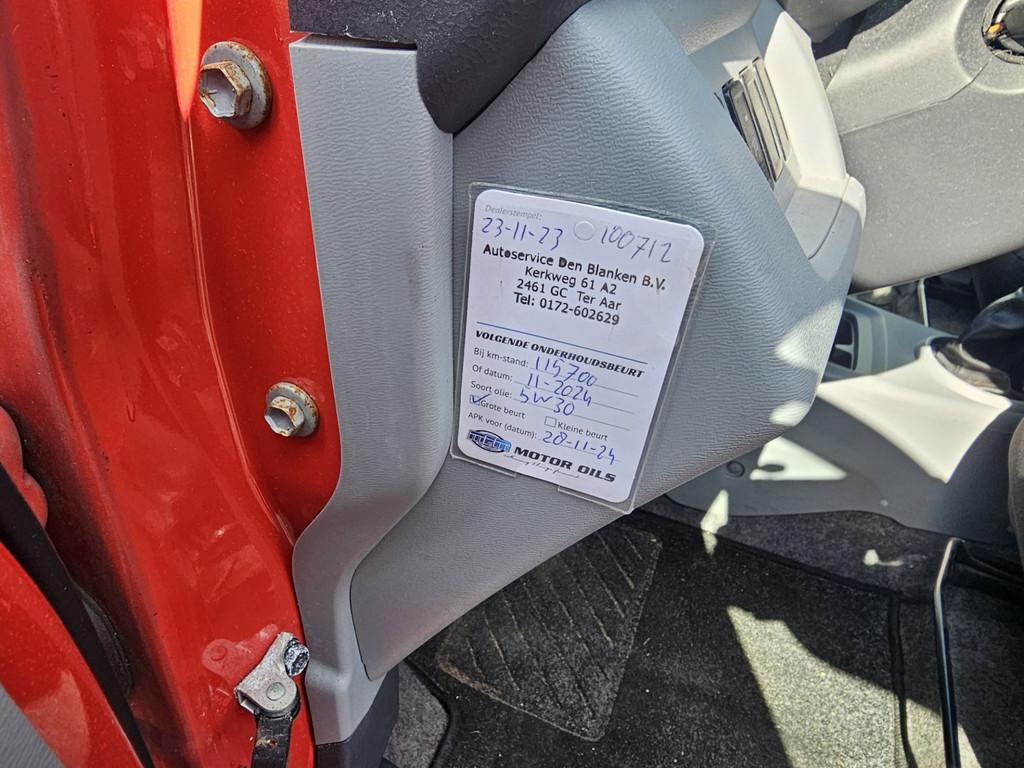 Dealerstempel:
23-11-23 100712
Autoservice Den Blanken B.V.
Kerkweg 61 A2
2461 GC Ter Aar
Tel: 0172-602629
VOLGENDE ONDERHOUDSBEURT
Bij km-stand: 115700
Of datum: 11-2024
Soort olie: 5W30
Grote beurt Kleine beurt
APK voor (datum): 28-11-24
MOTOR OILS